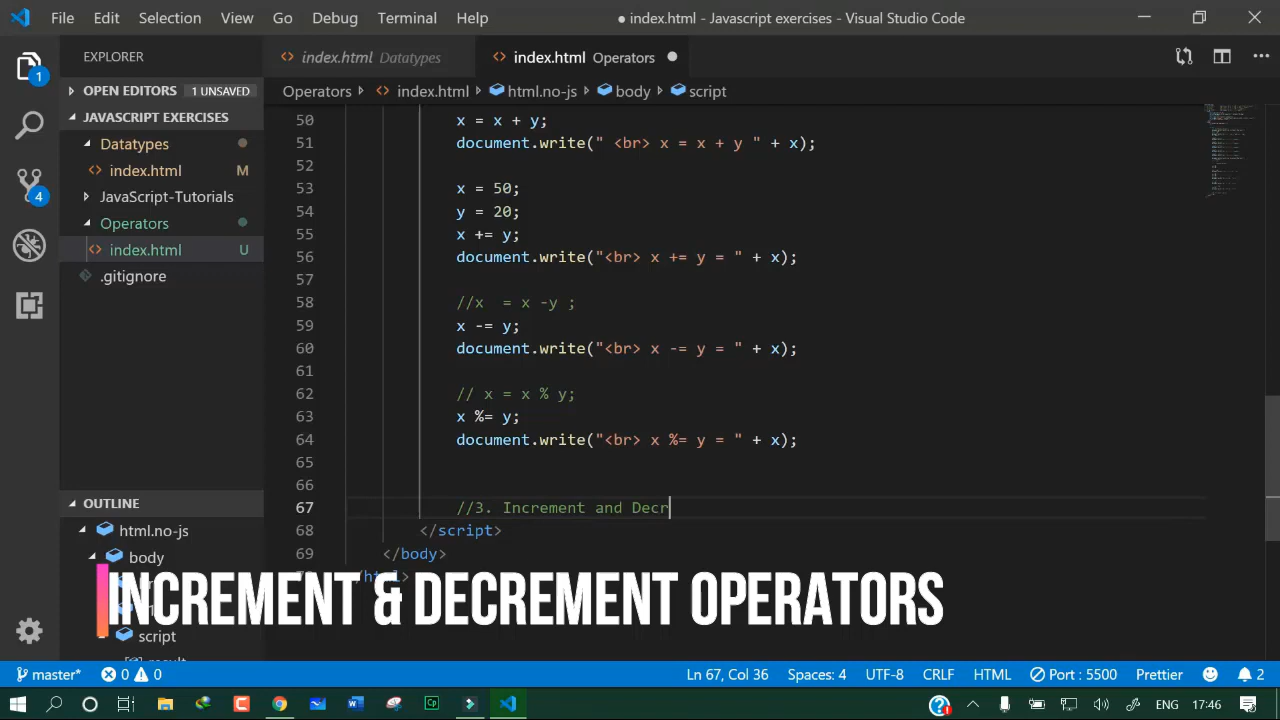 File Edit Selection View Go Debug Terminal Help
● index.html - Javascript exercises - Visual Studio Code
EXPLORER
1
OPEN EDITORS 1 UNSAVED
JAVASCRIPT EXERCISES
Datatypes
index.html M
JavaScript-Tutorials
4
Operators
index.html U
.gitignore
OUTLINE
html.no-js
body
script
index.html Datatypes
index.html Operators
Operators index.html html.no-js body script
50 x = x + y;
51 document.write(" <br> x = x + y " + x);
52
53 x = 50;
54 y = 20;
55 x += y;
56 document.write("<br> x += y = " + x);
57
58 //x  = x -y ;
59 x -= y;
60 document.write("<br> x -= y = " + x);
61
62 // x = x % y;
63 x %= y;
64 document.write("<br> x %= y = " + x);
65
66
67 //3. Increment and Decr
68 </script>
69 </body>
INCREMENT & DECREMENT OPERATORS
master* 0 0 Ln 67, Col 36 Spaces: 4 UTF-8 CRLF HTML Port : 5500 Prettier 2
W Cp ENG 17:46